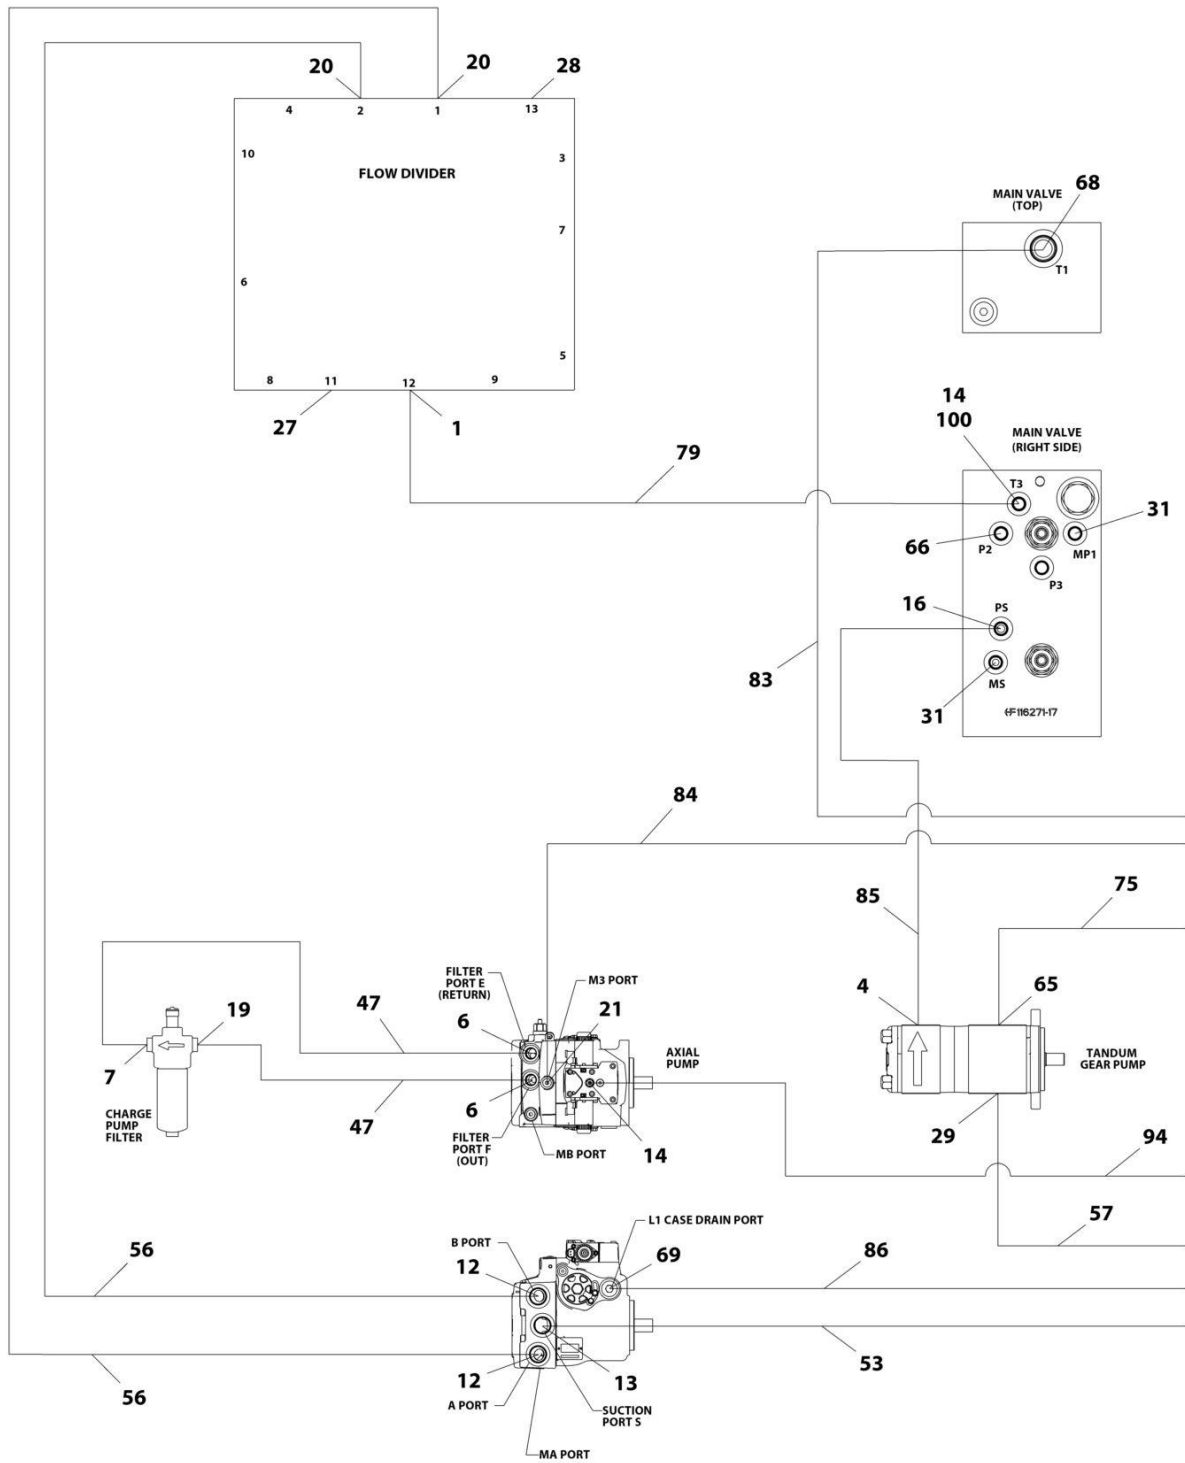 20
20
28
4
2
1
13
10
3
FLOW DIVIDER
7
6
5
8
11
12
9
27
1
MAIN VALVE
(TOP)
68
T1
14
100
MAIN VALVE
(RIGHT SIDE)
79
T3
31
66
P2
MP1
P3
16
PS
83
MS
31
HF116271-17
84
85
75
FILTER
PORT E
(RETURN)
M3 PORT
4
65
47
6
21
19
AXIAL
PUMP
TANDUM
GEAR PUMP
7
47
6
CHARGE
PUMP
FILTER
FILTER
PORT F
(OUT)
MB PORT
14
29
94
57
L1 CASE DRAIN PORT
56
B PORT
12
69
86
56
12
13
53
A PORT
SUCTION
PORT S
MA PORT